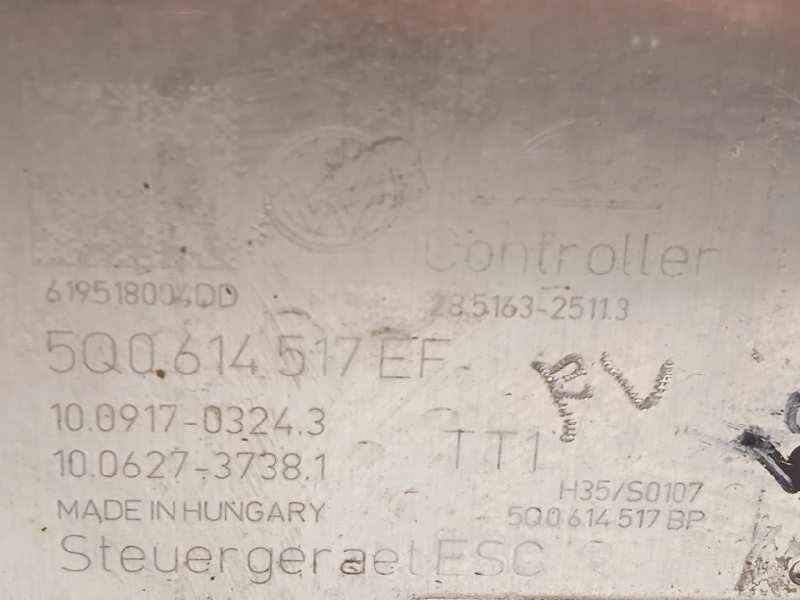 Controller
619518004DD
28.5163-2511.3
5Q0.614.517 EF
10.0917-0324.3
TT1
10.0627-3738.1
H35/S0107
MADE IN HUNGARY
5Q0 614 517 BP
Steuergeraet ESC